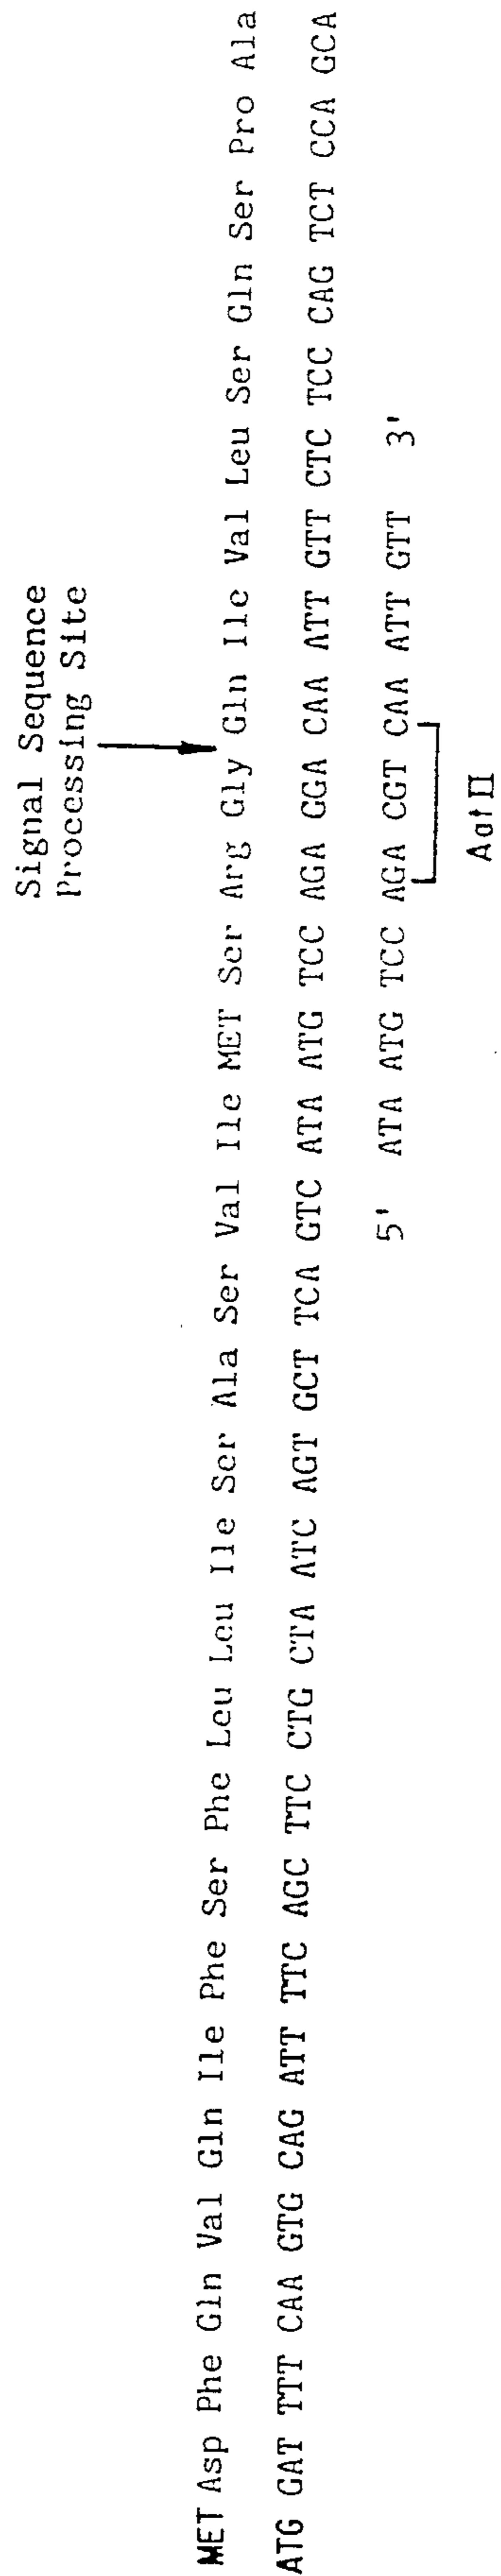 Signal Sequence
Processing Site
MET Asp Phe Gln Val Gln Ile Phe Ser Phe Leu Leu Ile Ser Ala Ser Val Ile MET Ser Arg Gly Gln Ile Val Leu Ser Gln Ser Pro Ala
ATG GAT TTT CAA GTG CAG ATT TTC AGC TTC CTG CTA ATC AGT GCT TCA GTC ATA ATG TCC AGA GGA CAA ATT GTT CTC TCC CAG TCT CCA GCA
5' ATA ATG TCC AGA CGT CAA ATT GTT 3'
Aat II